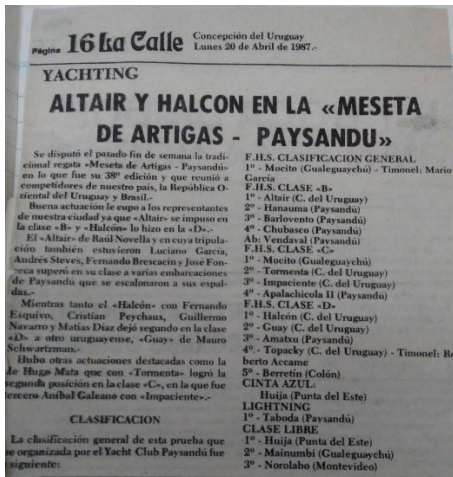 Página 16 La Calle
Concepción del Uruguay
Lunes 20 de Abril de 1987.-
YACHTING
ALTAIR Y HALCON EN LA «MESETA
DE ARTIGAS - PAYSANDU»
Se disputó el pasado fin de semana la tradi-
cional regata «Meseta de Artigas - Paysandú»
en lo que fue su 38º edición y que reunió a
competidores de nuestro país, la República O-
riental del Uruguay y Brasil.-
Buena actuación le cupo a los representantes
de nuestra ciudad ya que «Altair» se impuso en
la clase «B» y «Halcón» lo hizo en la «D».-
El «Altair» de Raúl Novella y en cuya tripula-
ción también estuvieron Luciano García,
Andrés Steves, Fernando Brescacin y José Fon-
seca superó en su clase a varias embarcaciones
de Paysandú que se escalonaron a sus espal-
das.-
Mientras tanto el «Halcón» con Fernando
Esquivo, Cristian Peychaux, Guillermo
Navarro y Matías Díaz dejó segundo en la clase
«D» a otro uruguayense, «Guay» de Mauro
Schwartzman.-
Hubo otras actuaciones destacadas como la
de Hugo Mata que con «Tormenta» logró la
segunda posición en la clase «C», en la que fue
tercero Aníbal Galeano con «Impaciente».-
CLASIFICACION
La clasificación general de esta prueba que
e organizada por el Yacht Club Paysandú fue
siguiente:
F.H.S. CLASIFICACION GENERAL
1º - Mocito (Gualeguaychú) - Timonel: Mario
García
F.H.S. CLASE «B»
1º - Altair (C. del Uruguay)
2º - Hanauma (Paysandú)
3º - Barlovento (Paysandú)
4º - Chubasco (Paysandú)
Ab: Vendaval (Paysandú)
F.H.S. CLASE «C»
1º - Mocito (Gualeguaychú)
2º - Tormenta (C. del Uruguay)
3º - Impaciente (C. del Uruguay)
4º - Apalachicola II (Paysandú)
F.H.S. CLASE «D»
1º - Halcón (C. del Uruguay)
2º - Guay (C. del Uruguay)
3º - Amatxu (Paysandú)
4º - Topacky (C. del Uruguay) - Timonel: Ro
berto Accame
5º - Berretín (Colón)
CINTA AZUL:
Huija (Punta del Este)
LIGHTNING
1º - Taboda (Paysandú)
CLASE LIBRE
1º - Huija (Punta del Este)
2º - Mainumbi (Gualeguaychú)
3º - Norolabo (Montevideo)